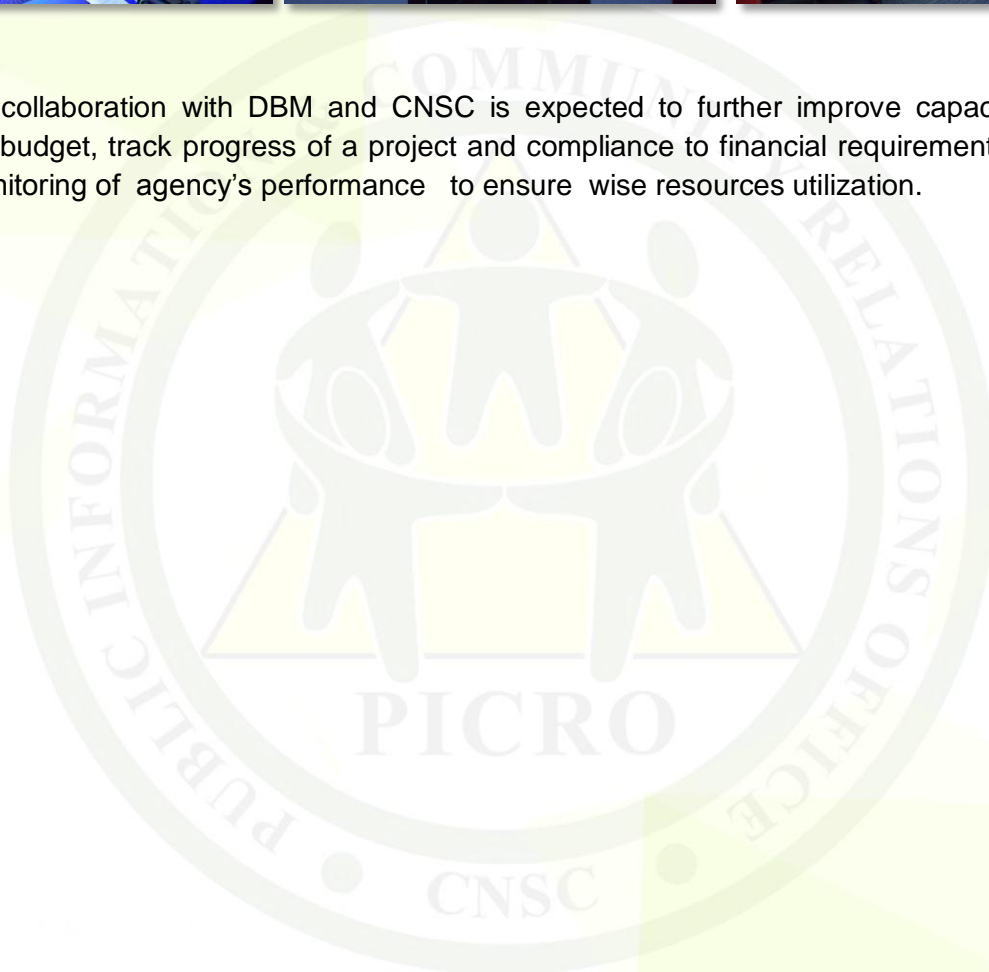 collaboration with DBM and CNSC is expected to further improve capac
budget, track progress of a project and compliance to financial requirement
nitoring of agency's performance to ensure wise resources utilization.
PUBLIC INFORMATION & COMMUNITY RELATIONS OFFICE
PICRO
CNSC